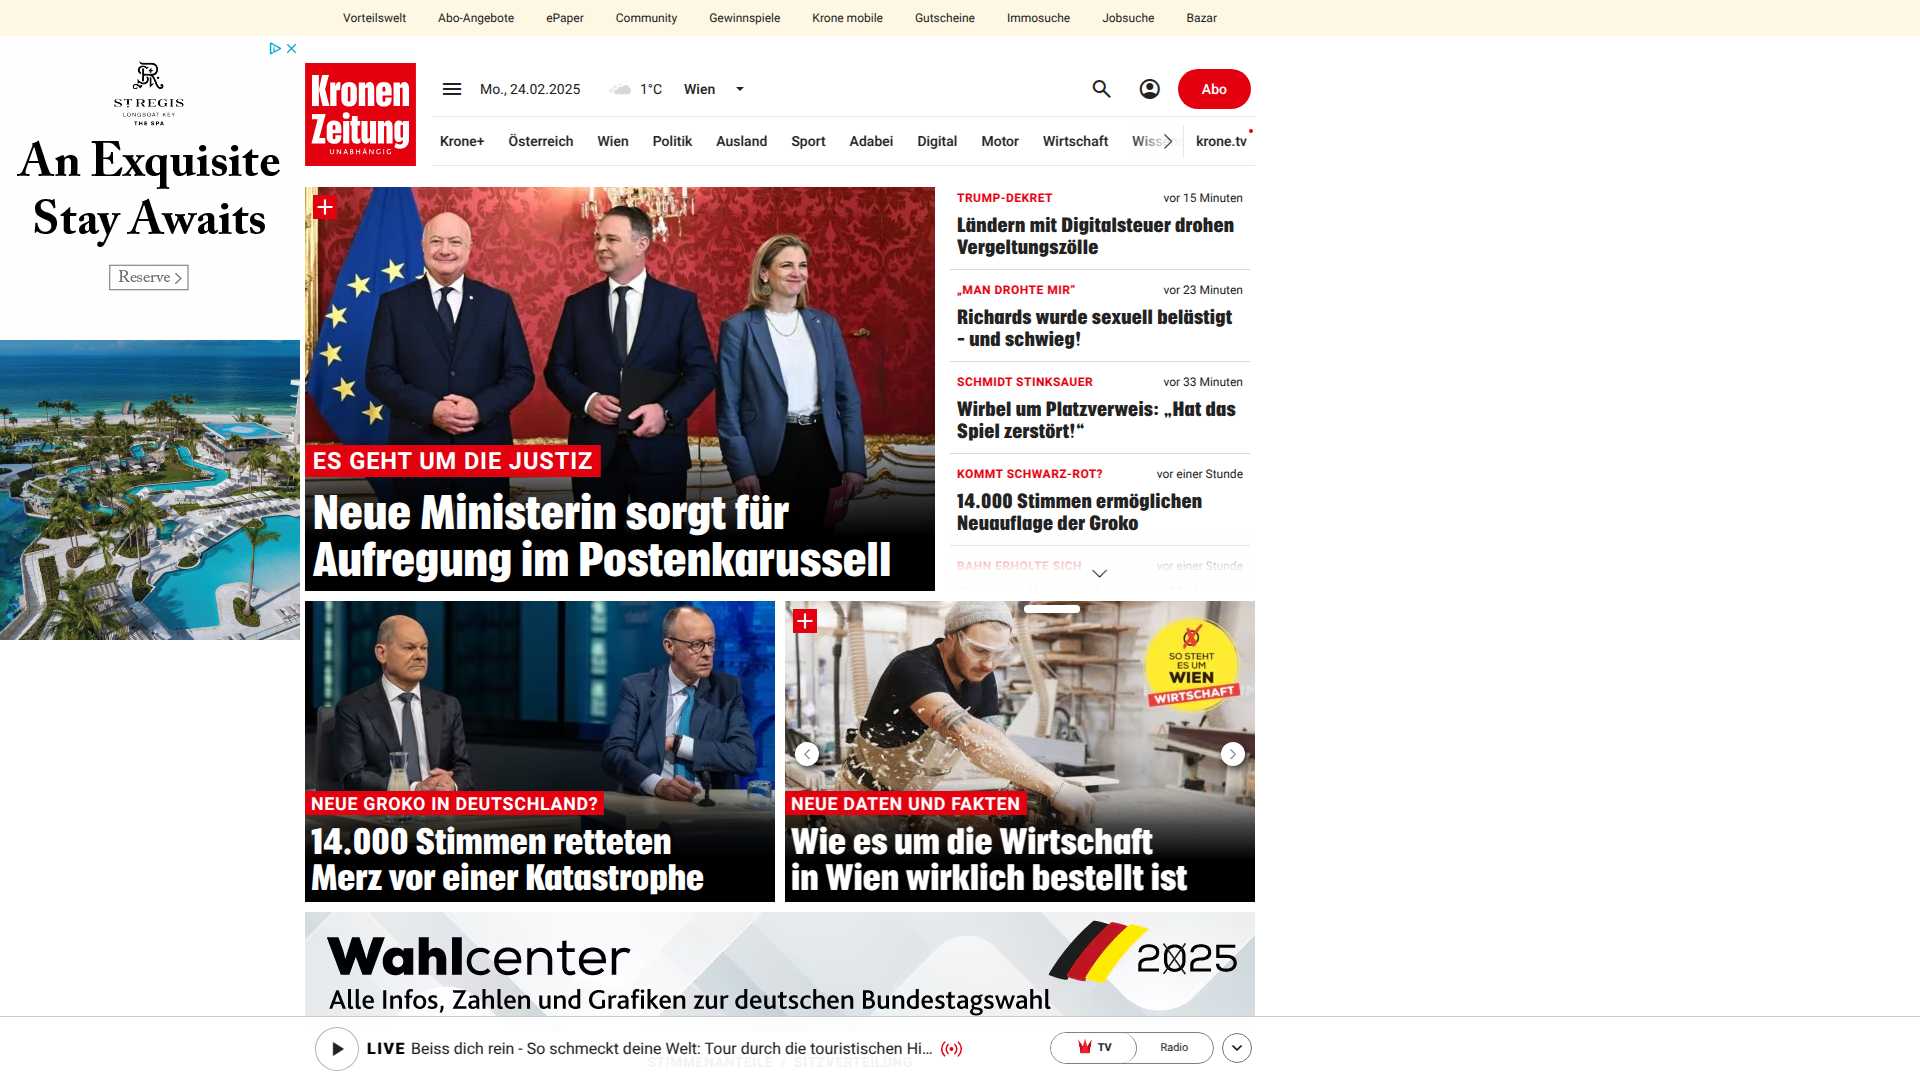 Vorteilswelt Abo-Angebote ePaper Community Gewinnspiele Krone mobile Gutscheine Immosuche Jobsuche Bazar
ST REGIS
LONGBOAT KEY
THE SPA
An Exquisite
Stay Awaits
Reserve
Kronen
Zeitung
UNABHÄNGIG
Mo., 24.02.2025 1°C Wien
Abo
Krone+ Österreich Wien Politik Ausland Sport Adabei Digital Motor Wirtschaft krone.tv
ES GEHT UM DIE JUSTIZ
Neue Ministerin sorgt für
Aufregung im Postenkarussell
TRUMP-DEKRET vor 15 Minuten
Ländern mit Digitalsteuer drohen
Vergeltungszölle
„MAN DROHTE MIR“ vor 23 Minuten
Richards wurde sexuell belästigt
- und schwieg!
SCHMIDT STINKSAUER vor 33 Minuten
Wirbel um Platzverweis: „Hat das
Spiel zerstört!“
KOMMT SCHWARZ-ROT? vor einer Stunde
14.000 Stimmen ermöglichen
Neuauflage der Groko
BAHN ERHOLTE SICH vor einer Stunde
NEUE GROKO IN DEUTSCHLAND?
14.000 Stimmen retteten
Merz vor einer Katastrophe
SO STEHT
ES UM
WIEN
WIRTSCHAFT
NEUE DATEN UND FAKTEN
Wie es um die Wirtschaft
in Wien wirklich bestellt ist
Wahlcenter
2025
Alle Infos, Zahlen und Grafiken zur deutschen Bundestagswahl
LIVE Beiss dich rein - So schmeckt deine Welt: Tour durch die touristischen Hi...
TV Radio
STIMMENANTEILE / SITZVERTEILUNG